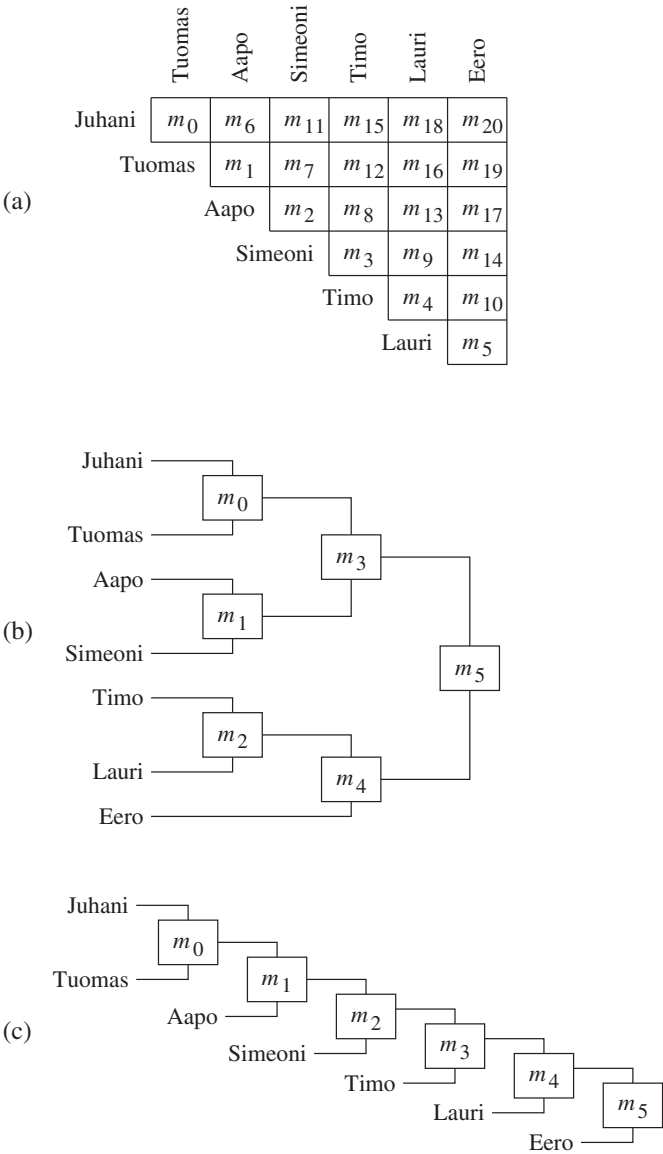 Tuomas Aapo Simeoni Timo Lauri Eero
Juhani m0 m6 m11 m15 m18 m20
Tuomas m1 m7 m12 m16 m19
(a)
Aapo m2 m8 m13 m17
Simeoni m3 m9 m14
Timo m4 m10
Lauri m5
Juhani
m0
Tuomas
m3
Aapo
m1
(b)
Simeoni
m5
Timo
m2
Lauri
m4
Eero
Juhani
m0
Tuomas
m1
Aapo
m2
(c)
Simeoni
m3
Timo
m4
Lauri
m5
Eero